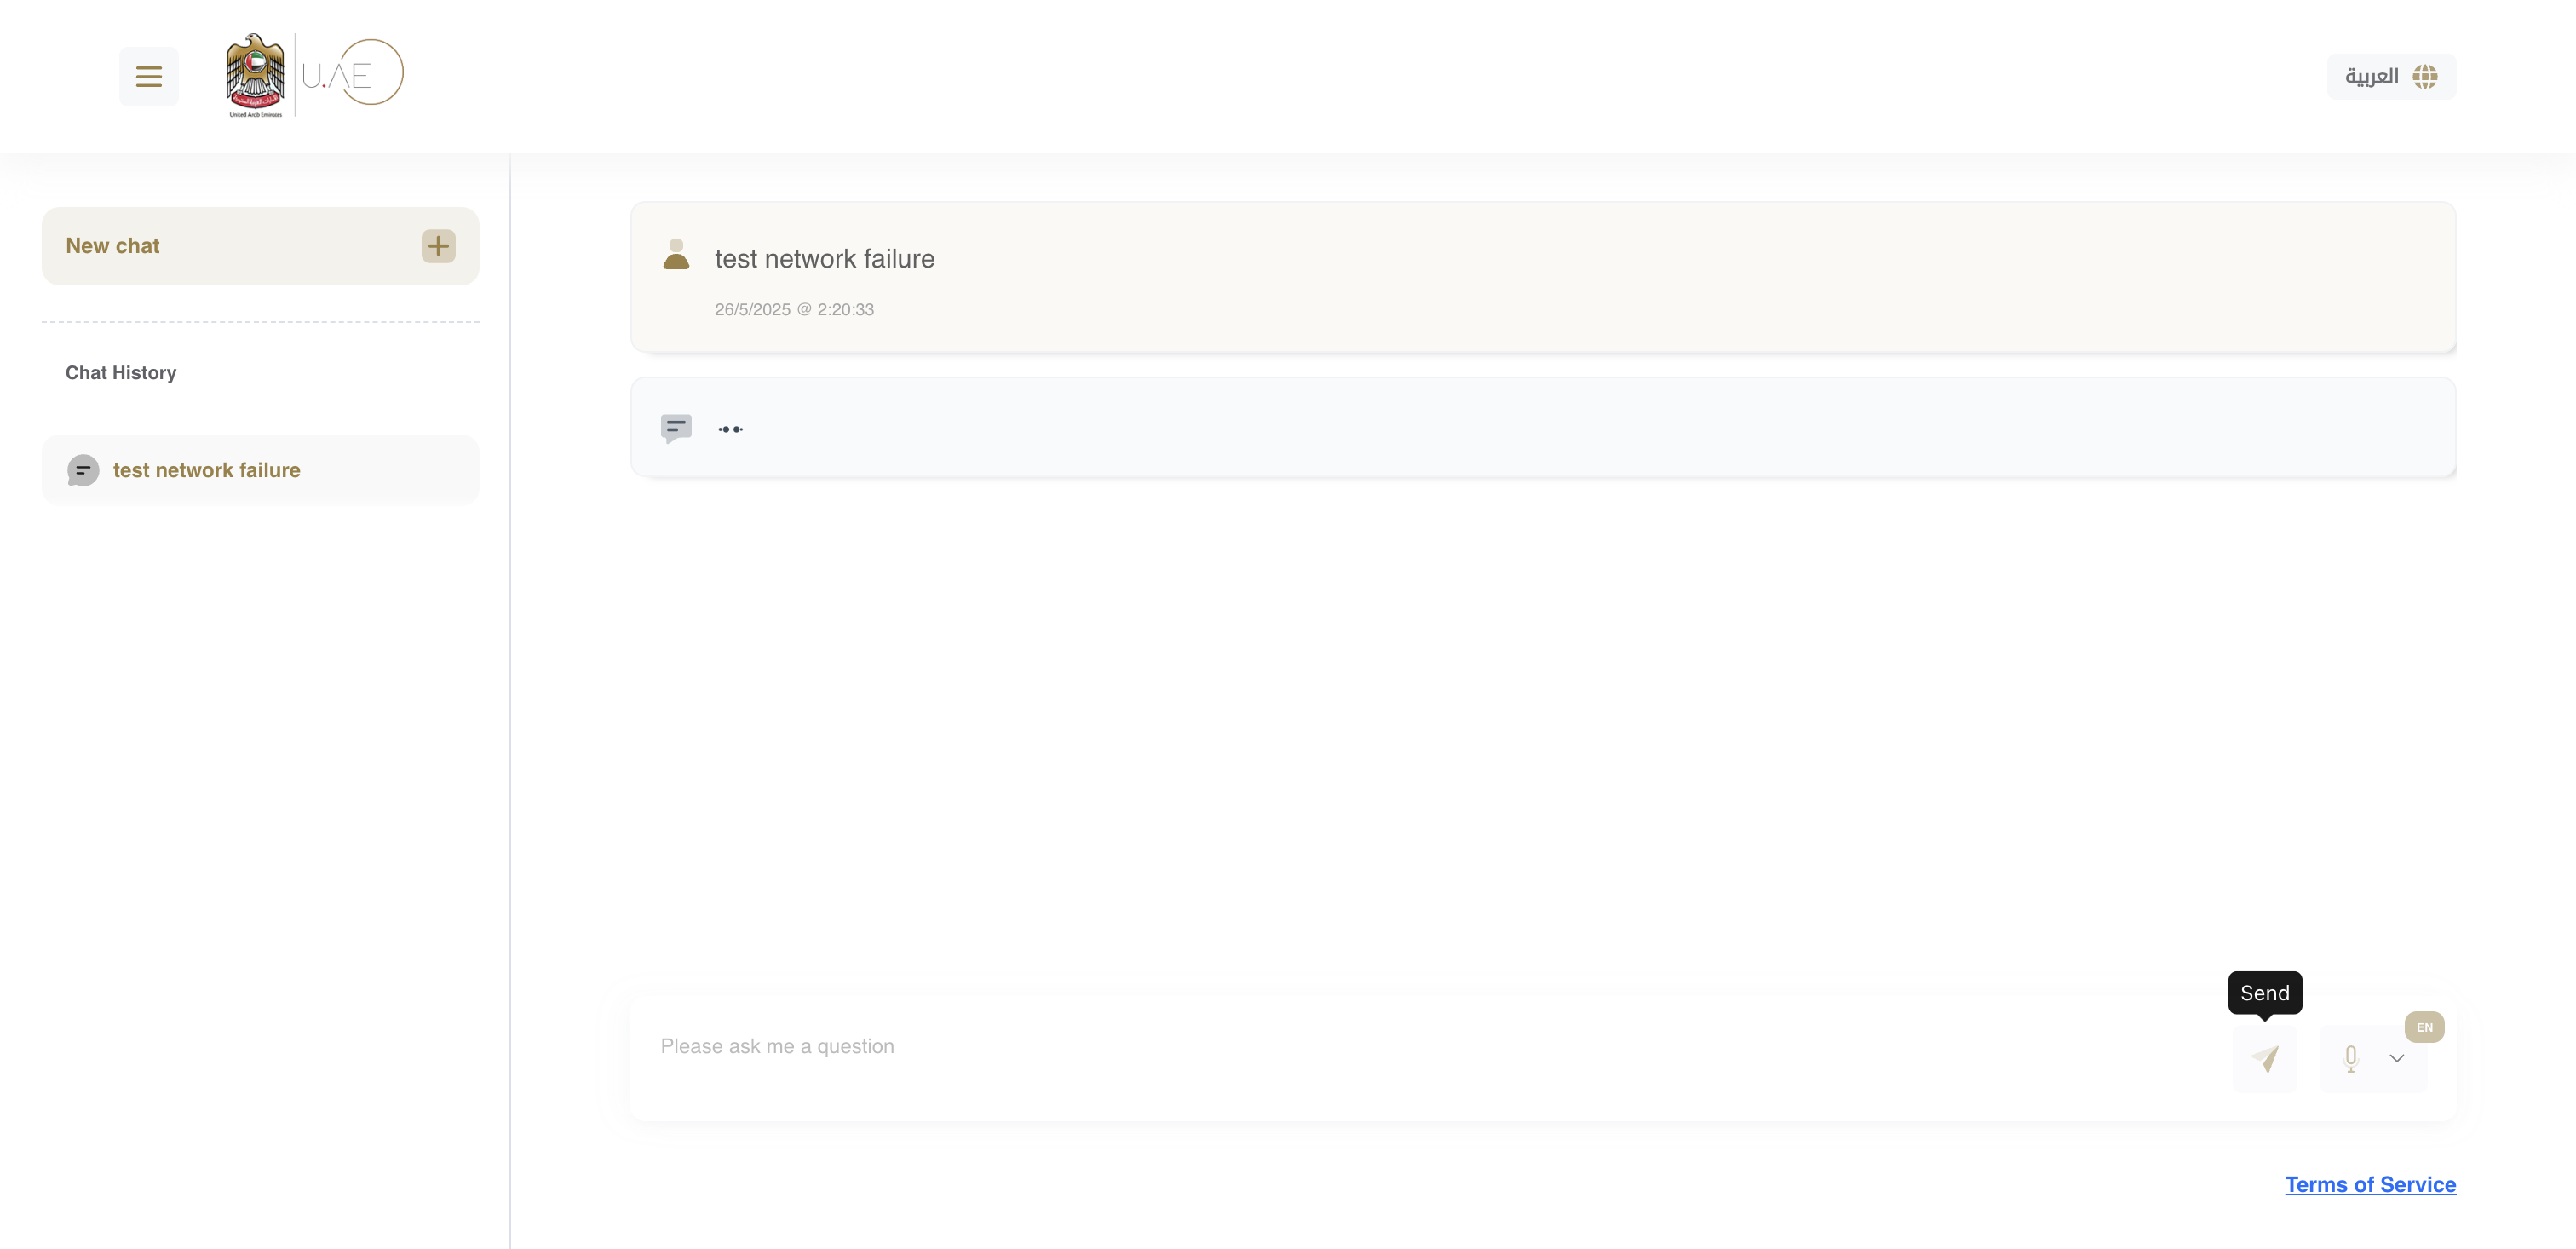 United Arab Emirates
U.AE
العربية
New chat
Chat History
test network failure
test network failure
26/5/2025 @ 2:20:33
Send
Please ask me a question
EN
Terms of Service